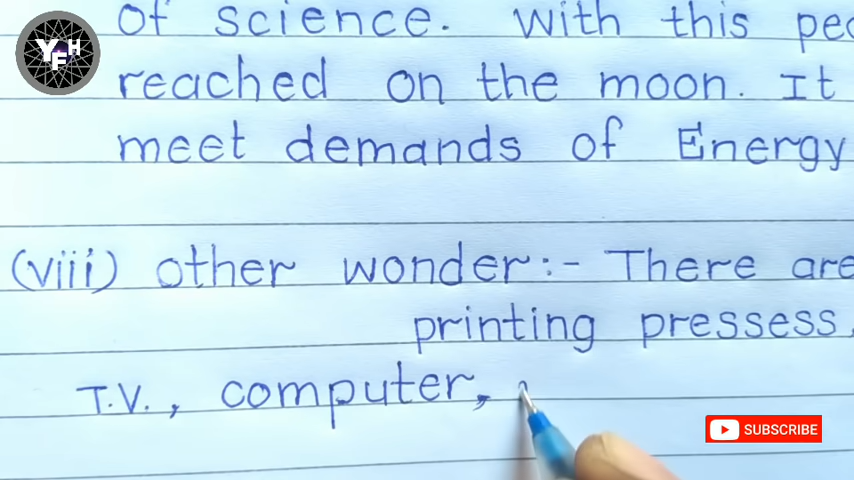 YFH
of science. With this
reached on the moon. It
meet demands of Energy
(viii) other wonder:- There are
printing pressess,
T.V., computer,
SUBSCRIBE